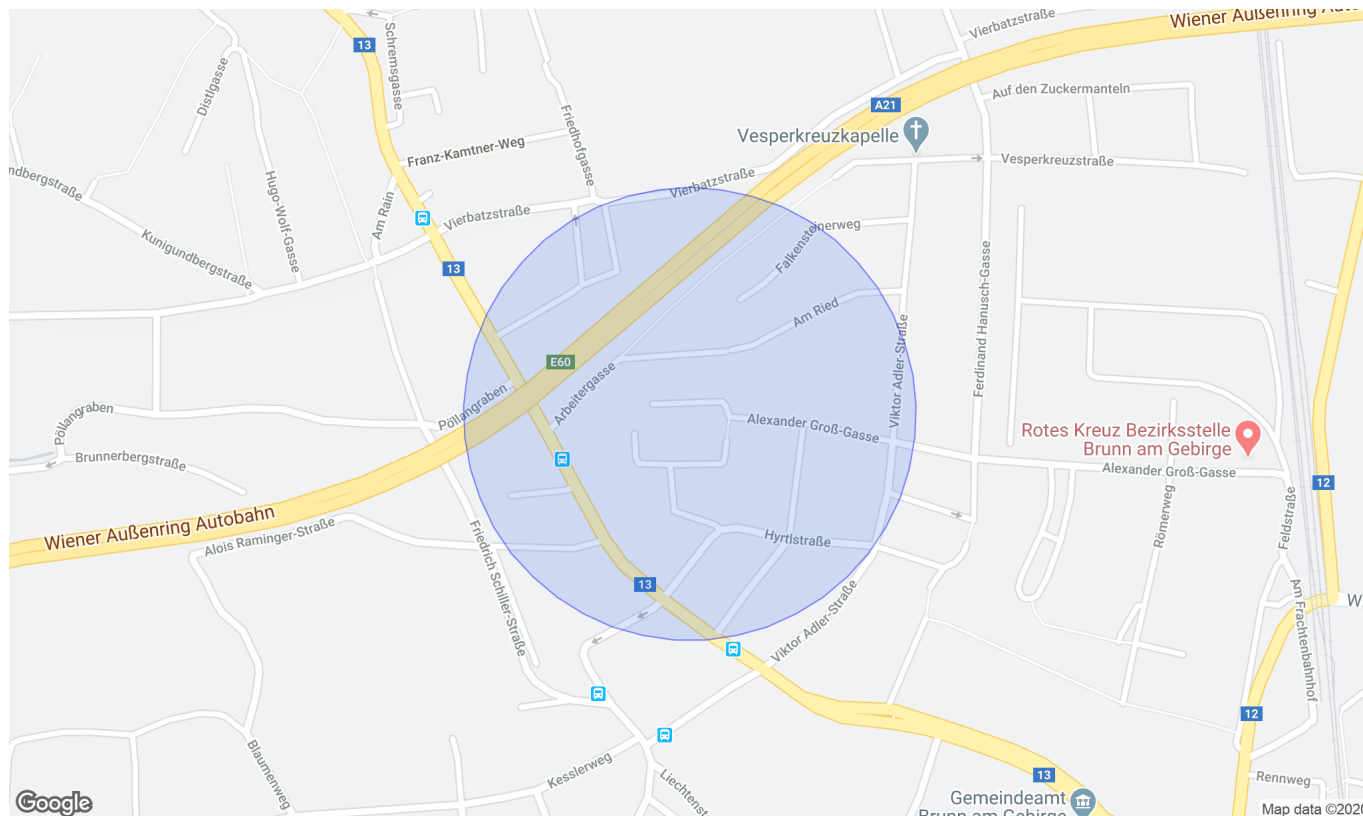 Wiener Außenring Auto
Vierbatzstraße
13
Schremsgasse
Distlgasse
A21
Auf den Zuckermanteln
Vesperkreuzkapelle
Friedhofgasse
Franz-Kamtner-Weg
Vesperkreuzstraße
ndbergstraße
Hugo-Wolf-Gasse
Am Rain
Vierbatzstraße
Vierbatzstraße
Kunigundbergstraße
Falkensteinerweg
13
Ferdinand Hanusch-Gasse
Am Ried
Viktor Adler-Straße
E60
Arbeitergasse
Pöllangraben
Pöllangraben
Alexander Groß-Gasse
Rotes Kreuz Bezirksstelle
Brunn am Gebirge
Brunnerbergstraße
Alexander Groß-Gasse
12
Wiener Außenring Autobahn
Alois Raminger-Straße
Friedrich Schiller-Straße
Hyrtlstraße
Römerweg
Feldstraße
13
Am Frachtenbahnhof
W
Viktor Adler-Straße
12
Blaumenweg
Kesslerweg
Liechtenst
13
Rennweg
Gemeindeamt
Brunn am Gebirge
Google
Map data ©2020